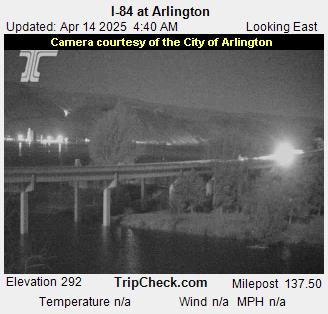 I-84 at Arlington
Updated: Apr 14 2025 4:40 AM Looking East
Camera courtesy of the City of Arlington
Elevation 292 TripCheck.com Milepost 137.50
Temperature n/a Wind n/a MPH n/a